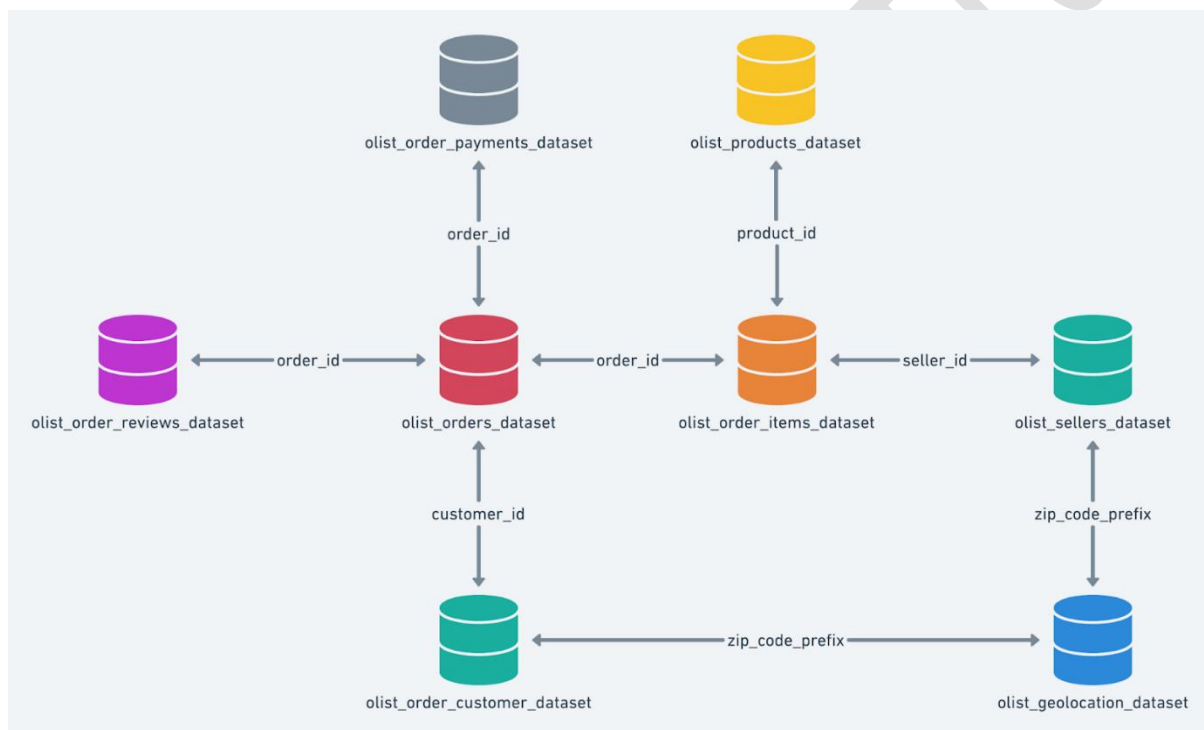 olist_order_payments_dataset
olist_products_dataset
order_id
product_id
order_id
order_id
seller_id
olist_order_reviews_dataset
olist_orders_dataset
olist_order_items_dataset
olist_sellers_dataset
customer_id
zip_code_prefix
zip_code_prefix
olist_order_customer_dataset
olist_geolocation_dataset